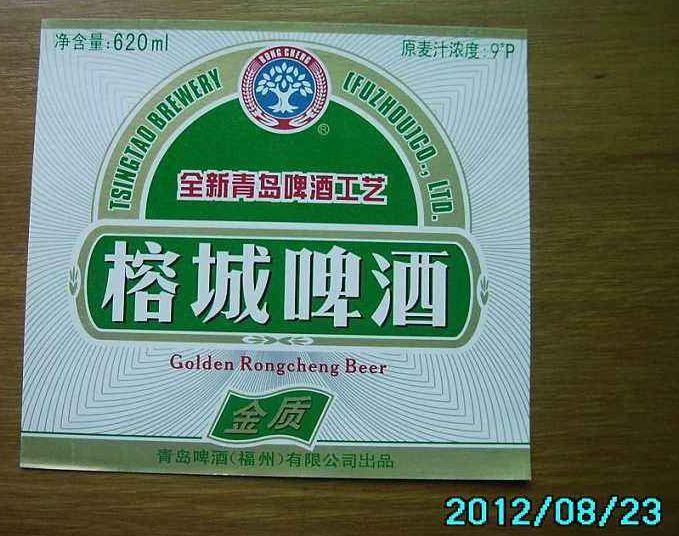 净含量:620ml
原麦汁浓度:9°P
RONG CHENG
®
TSINGTAO BREWERY (FUZHOU)CO., LTD.
全新青岛啤酒工艺
榕城啤酒
Golden Rongcheng Beer
金质
青岛啤酒(福州)有限公司出品
2012/08/23